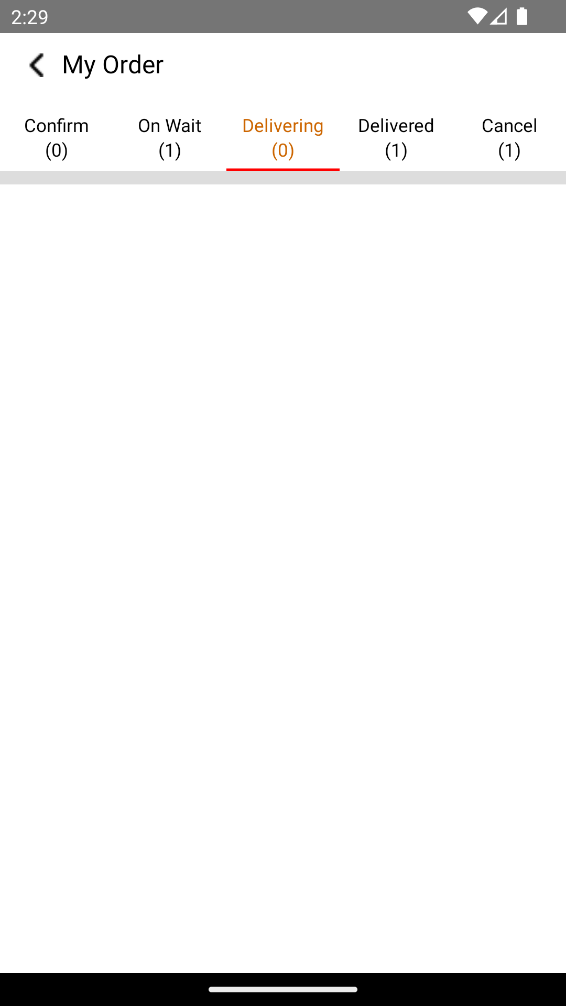 2:29
My Order
Confirm On Wait Delivering Delivered Cancel
(0) (1) (0) (1) (1)